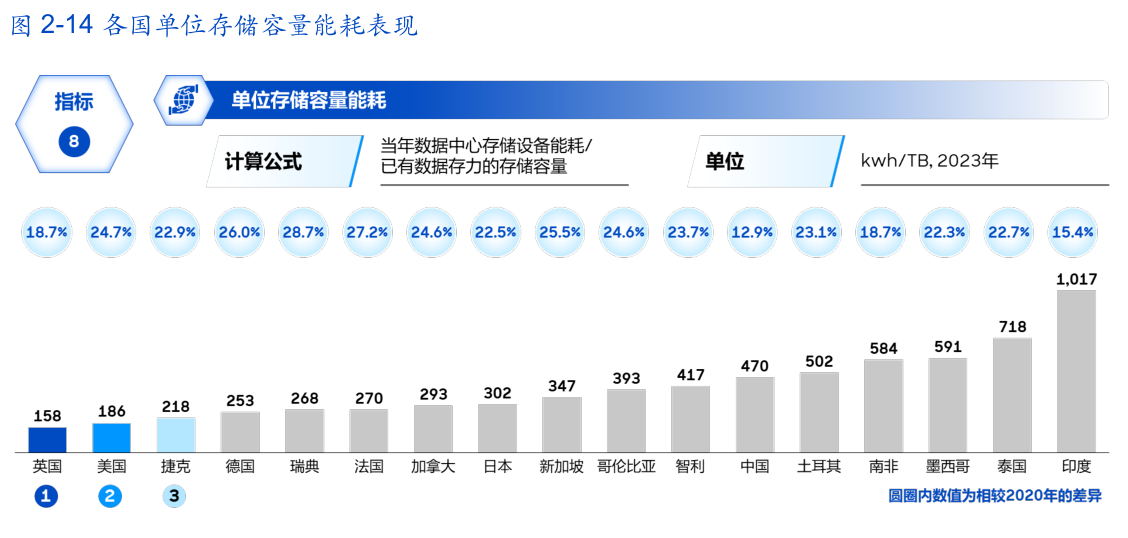 图 2-14 各国单位存储容量能耗表现
指标
8
单位存储容量能耗
计算公式
当年数据中心存储设备能耗/
已有数据存力的存储容量
单位
kwh/TB, 2023年
18.7% 24.7% 22.9% 26.0% 28.7% 27.2% 24.6% 22.5% 25.5% 24.6% 23.7% 12.9% 23.1% 18.7% 22.3% 22.7% 15.4%
158 186 218 253 268 270 293 302 347 393 417 470 502 584 591 718 1,017
英国 美国 捷克 德国 瑞典 法国 加拿大 日本 新加坡 哥伦比亚 智利 中国 土耳其 南非 墨西哥 泰国 印度
1 2 3
圆圈内数值为相较2020年的差异